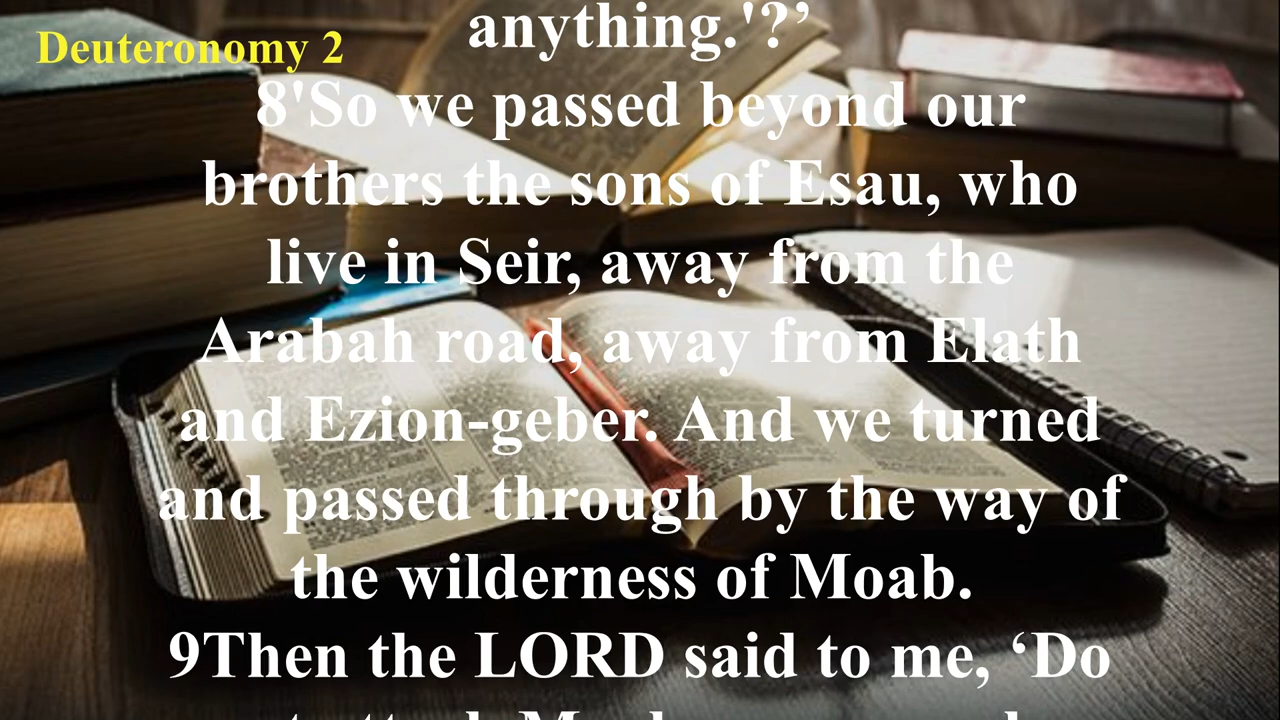 Deuteronomy 2
anything.'?’
8'So we passed beyond our
brothers the sons of Esau, who
live in Seir, away from the
Arabah road, away from Elath
and Ezion-geber. And we turned
and passed through by the way of
the wilderness of Moab.
9Then the LORD said to me, ‘Do